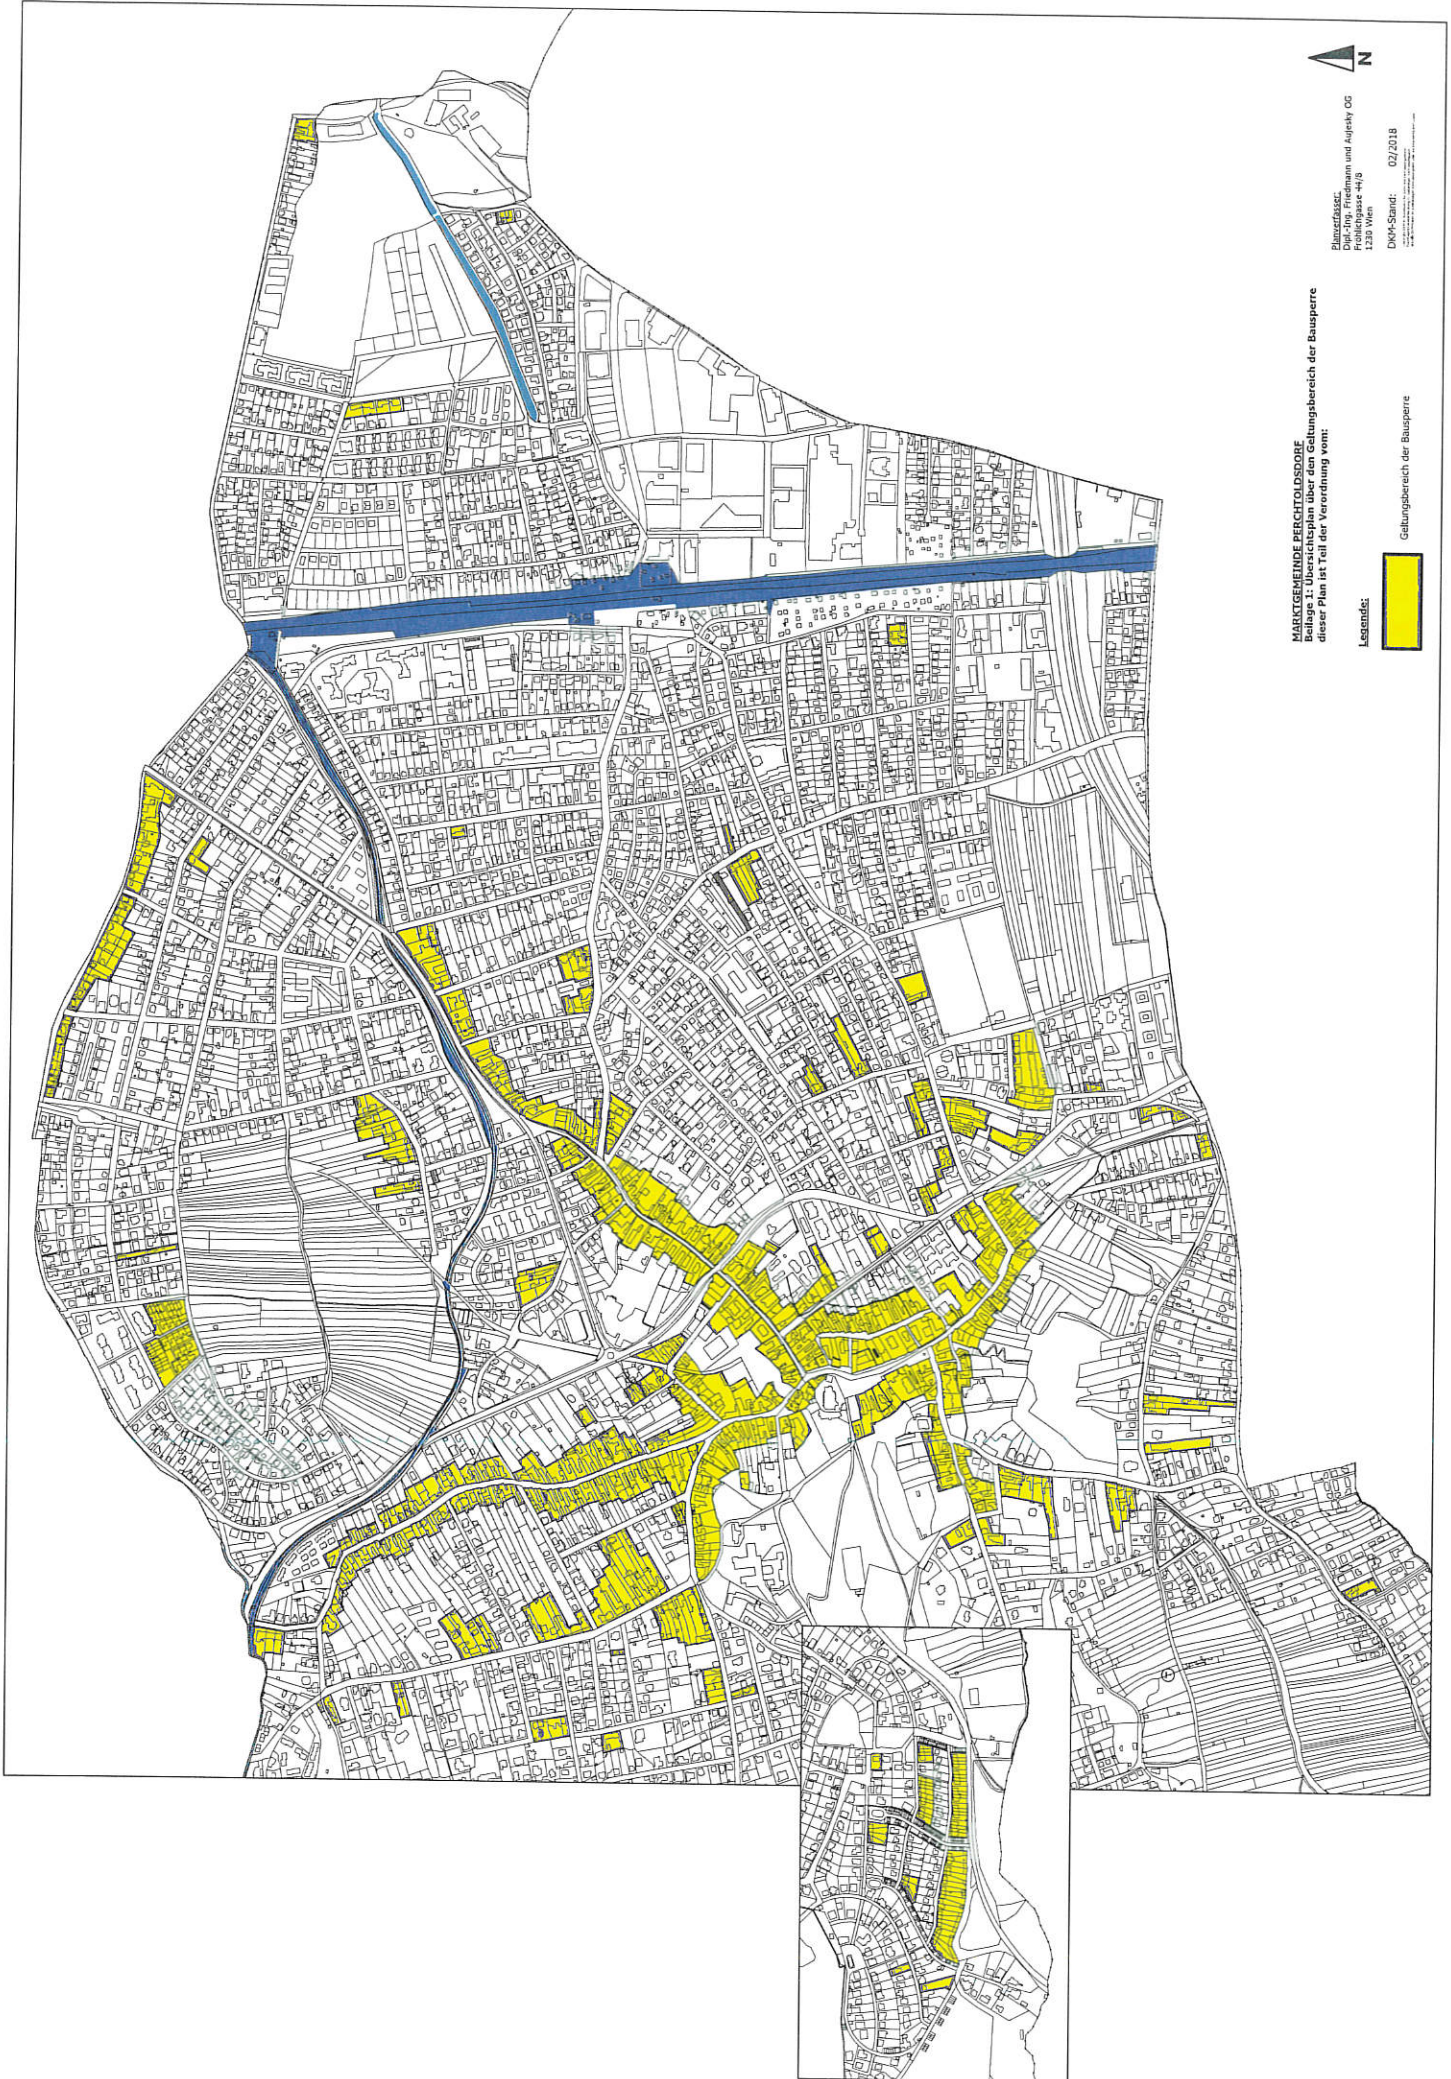 N
Planverfasser:
Dipl.-Ing. Friedmann und Aujesky OG
Fröhlichgasse 44/8
1230 Wien
DKM-Stand: 02/2018
MARKTGEMEINDE PERCHTOLDSDORF
Beilage 1: Übersichtsplan über den Geltungsbereich der Bausperre
dieser Plan ist Teil der Verordnung vom:
Legende:
Geltungsbereich der Bausperre